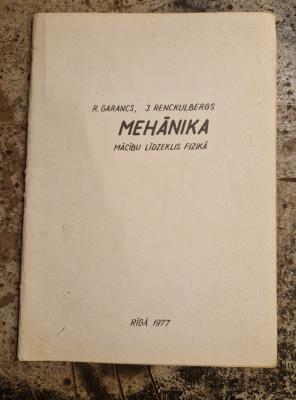 R. GARANCS, J. RENCKULBERGS
MEHĀNIKA
MĀCĪBU LĪDZEKLIS FIZIKĀ
RĪGĀ 1977